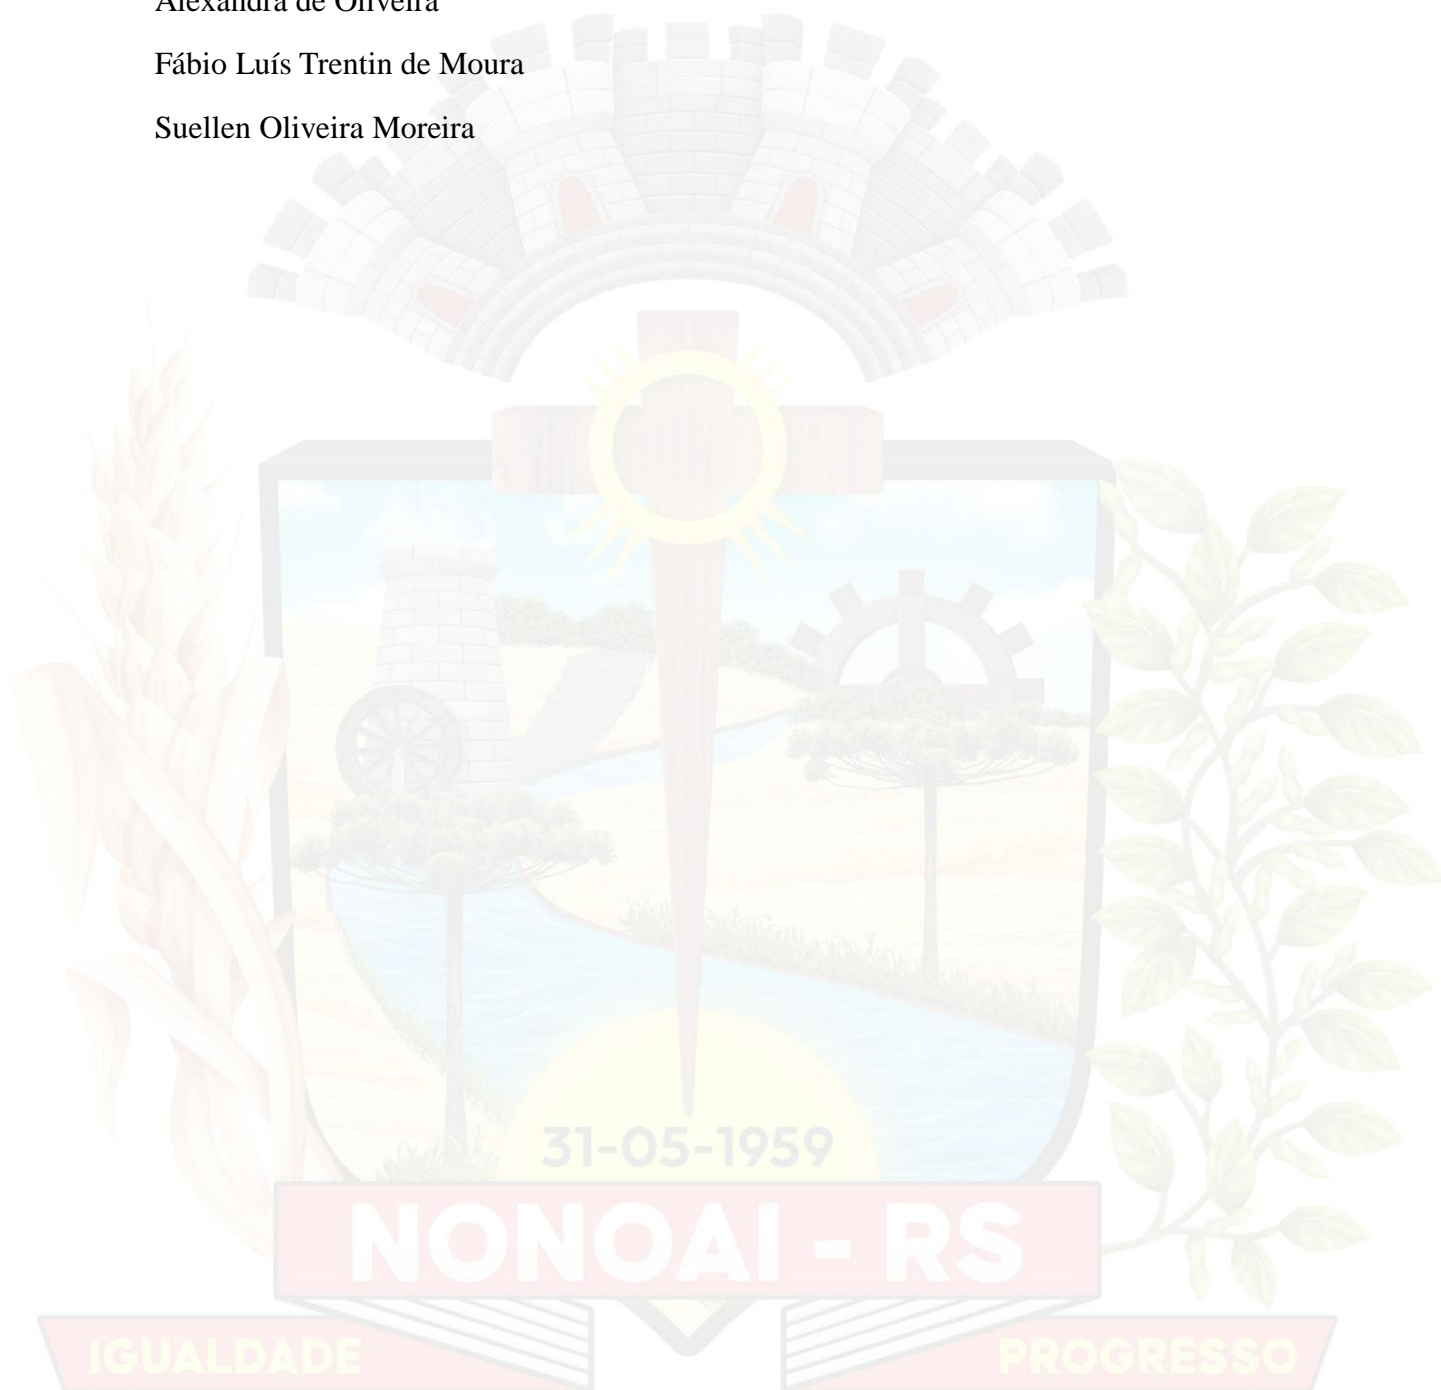 Alexandra de Oliveira
Fábio Luís Trentin de Moura
Suellen Oliveira Moreira
31-05-1959
NONOAI - RS
IGUALDADE
PROGRESSO